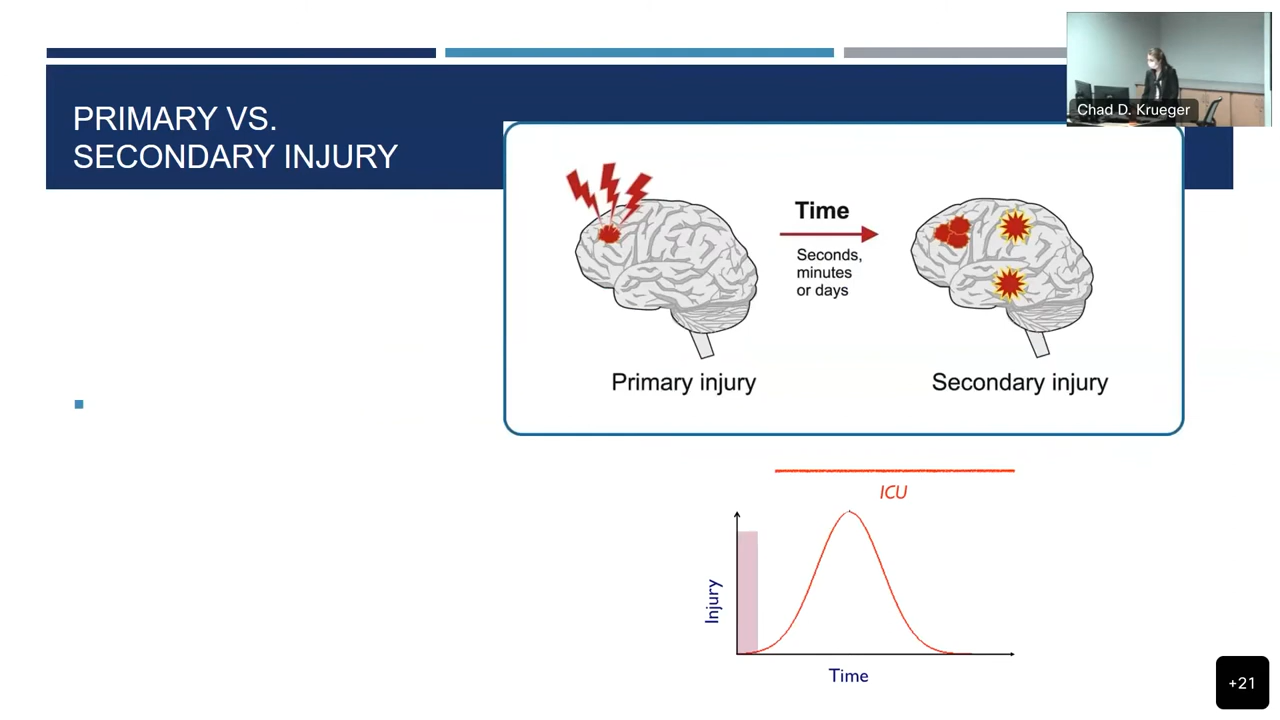 PRIMARY VS.
SECONDARY INJURY
Chad D. Krueger
Time
Seconds,
minutes
or days
Primary injury
Secondary injury
ICU
Injury
Time
+21